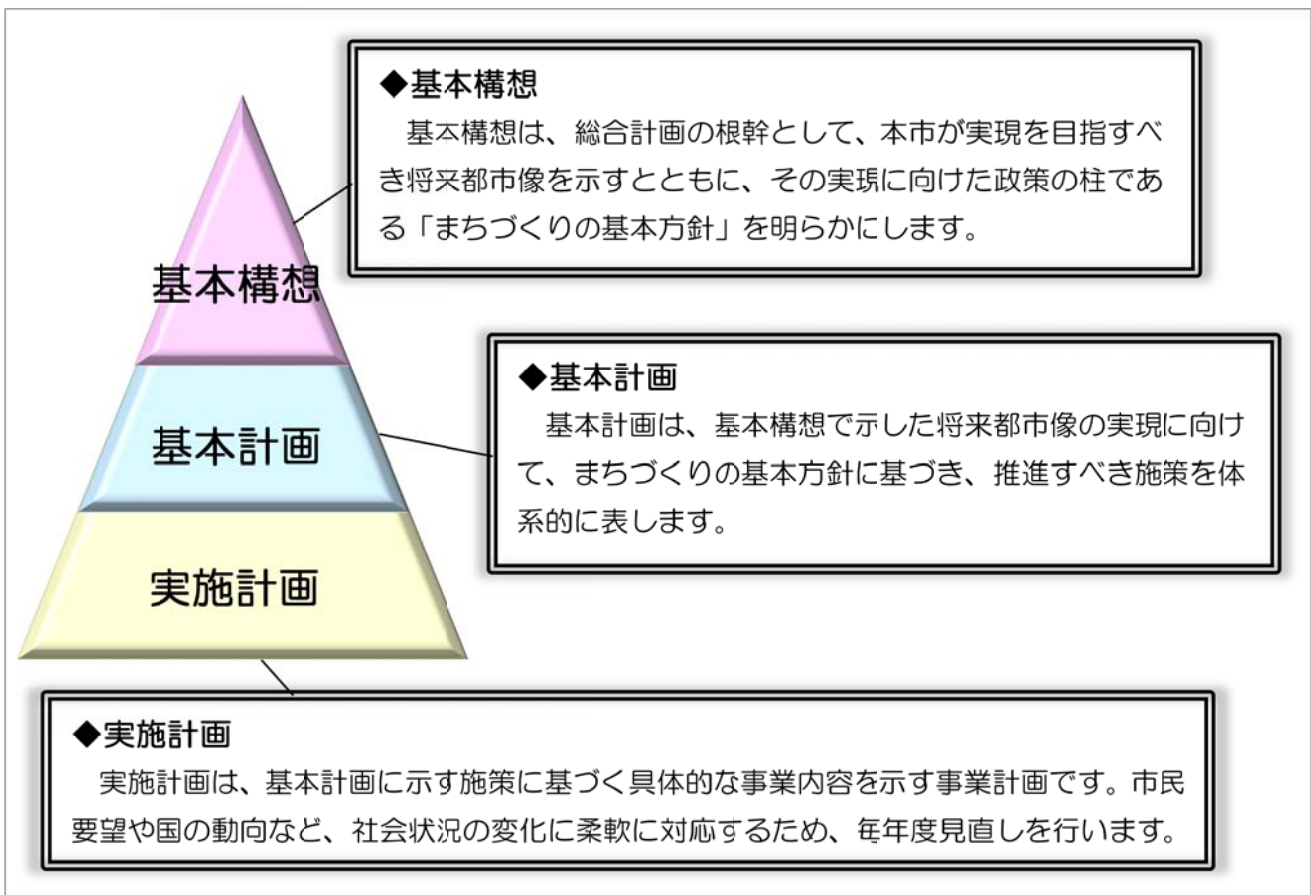 ◆基本構想
基本構想は、総合計画の根幹として、本市が実現を目指すべ
き将来都市像を示すとともに、その実現に向けた政策の柱であ
る「まちづくりの基本方針」を明らかにします。
基本構想
◆基本計画
基本計画は、基本構想で示した将来都市像の実現に向け
て、まちづくりの基本方針に基づき、推進すべき施策を体
系的に表します。
基本計画
実施計画
◆実施計画
実施計画は、基本計画に示す施策に基づく具体的な事業内容を示す事業計画です。市民
要望や国の動向など、社会状況の変化に柔軟に対応するため、毎年度見直しを行います。